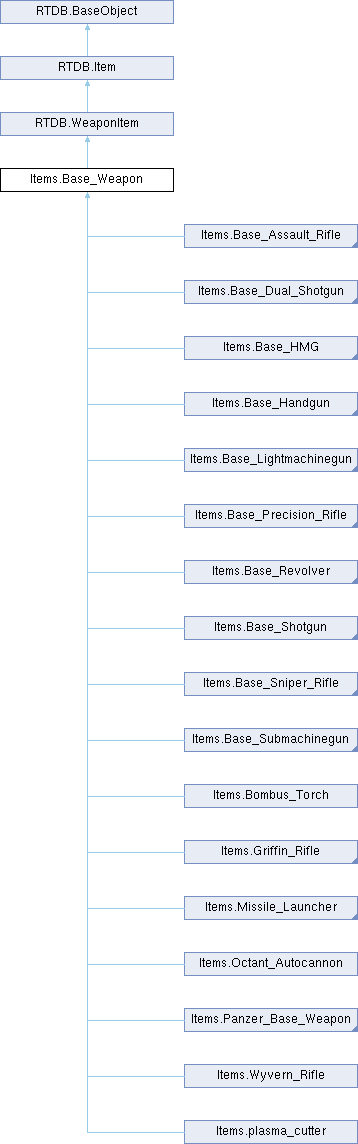 RTDB.BaseObject
RTDB.Item
RTDB.WeaponItem
Items.Base_Weapon
Items.Base_Assault_Rifle
Items.Base_Dual_Shotgun
Items.Base_HMG
Items.Base_Handgun
Items.Base_Lightmachinegun
Items.Base_Precision_Rifle
Items.Base_Revolver
Items.Base_Shotgun
Items.Base_Sniper_Rifle
Items.Base_Submachinegun
Items.Bombus_Torch
Items.Griffin_Rifle
Items.Missile_Launcher
Items.Octant_Autocannon
Items.Panzer_Base_Weapon
Items.Wyvern_Rifle
Items.plasma_cutter